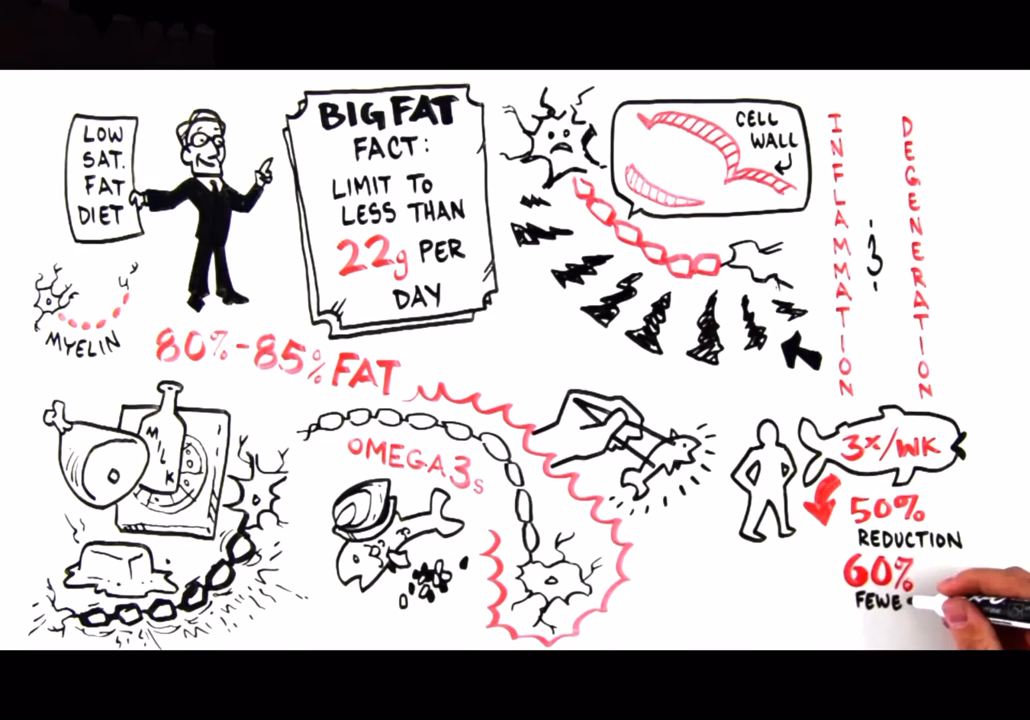 LOW
SAT.
FAT
DIET
BIG FAT
FACT:
LIMIT TO
LESS THAN
22g PER
DAY
CELL
WALL
INFLAMMATION
&
DEGENERATION
MYELIN
80%-85% FAT
MILK
OMEGA 3s
3x/WK
50%
REDUCTION
60%
FEWE